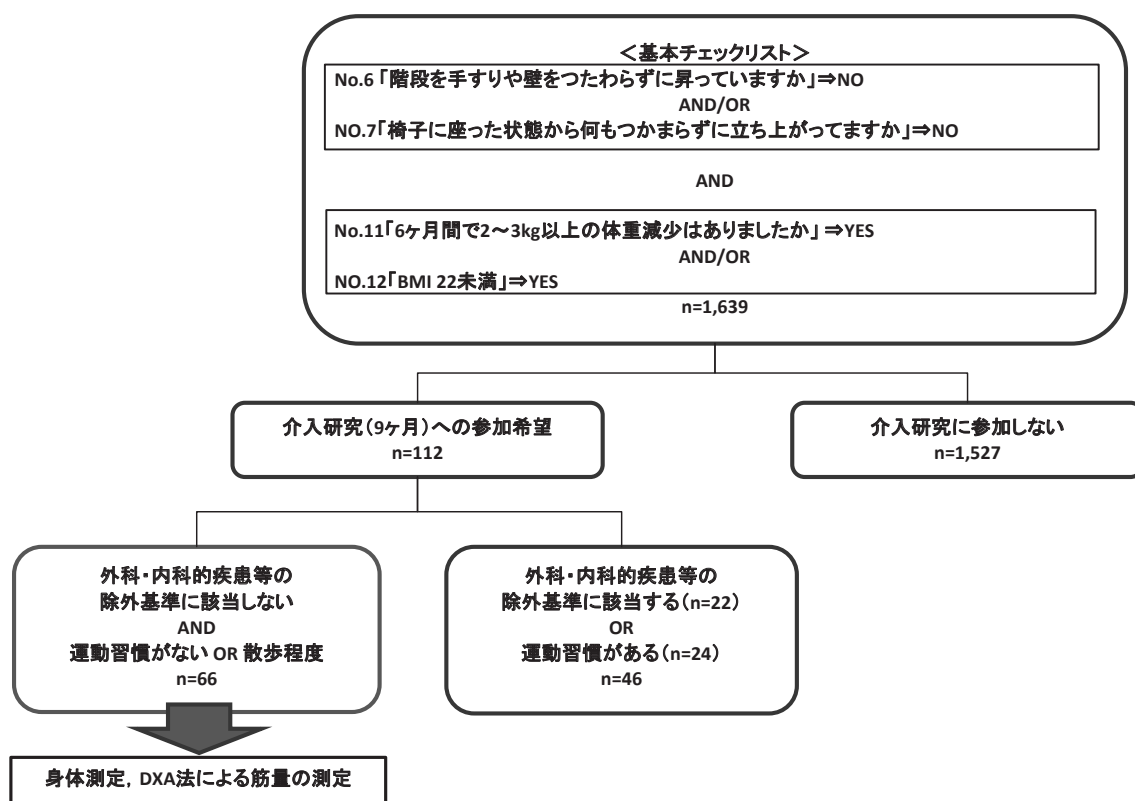 ＜基本チェックリスト＞
No.6「階段を手すりや壁をつたわらずに昇っていますか」⇒NO
AND/OR
NO.7「椅子に座った状態から何もつかまらずに立ち上がってますか」⇒NO
AND
No.11「6ヶ月間で2～3kg以上の体重減少はありましたか」⇒YES
AND/OR
NO.12「BMI 22未満」⇒YES
n=1,639
介入研究（9ヶ月）への参加希望
n=112
介入研究に参加しない
n=1,527
外科・内科的疾患等の
除外基準に該当しない
AND
運動習慣がない OR 散歩程度
n=66
外科・内科的疾患等の
除外基準に該当する（n=22）
OR
運動習慣がある（n=24）
n=46
身体測定，DXA法による筋量の測定